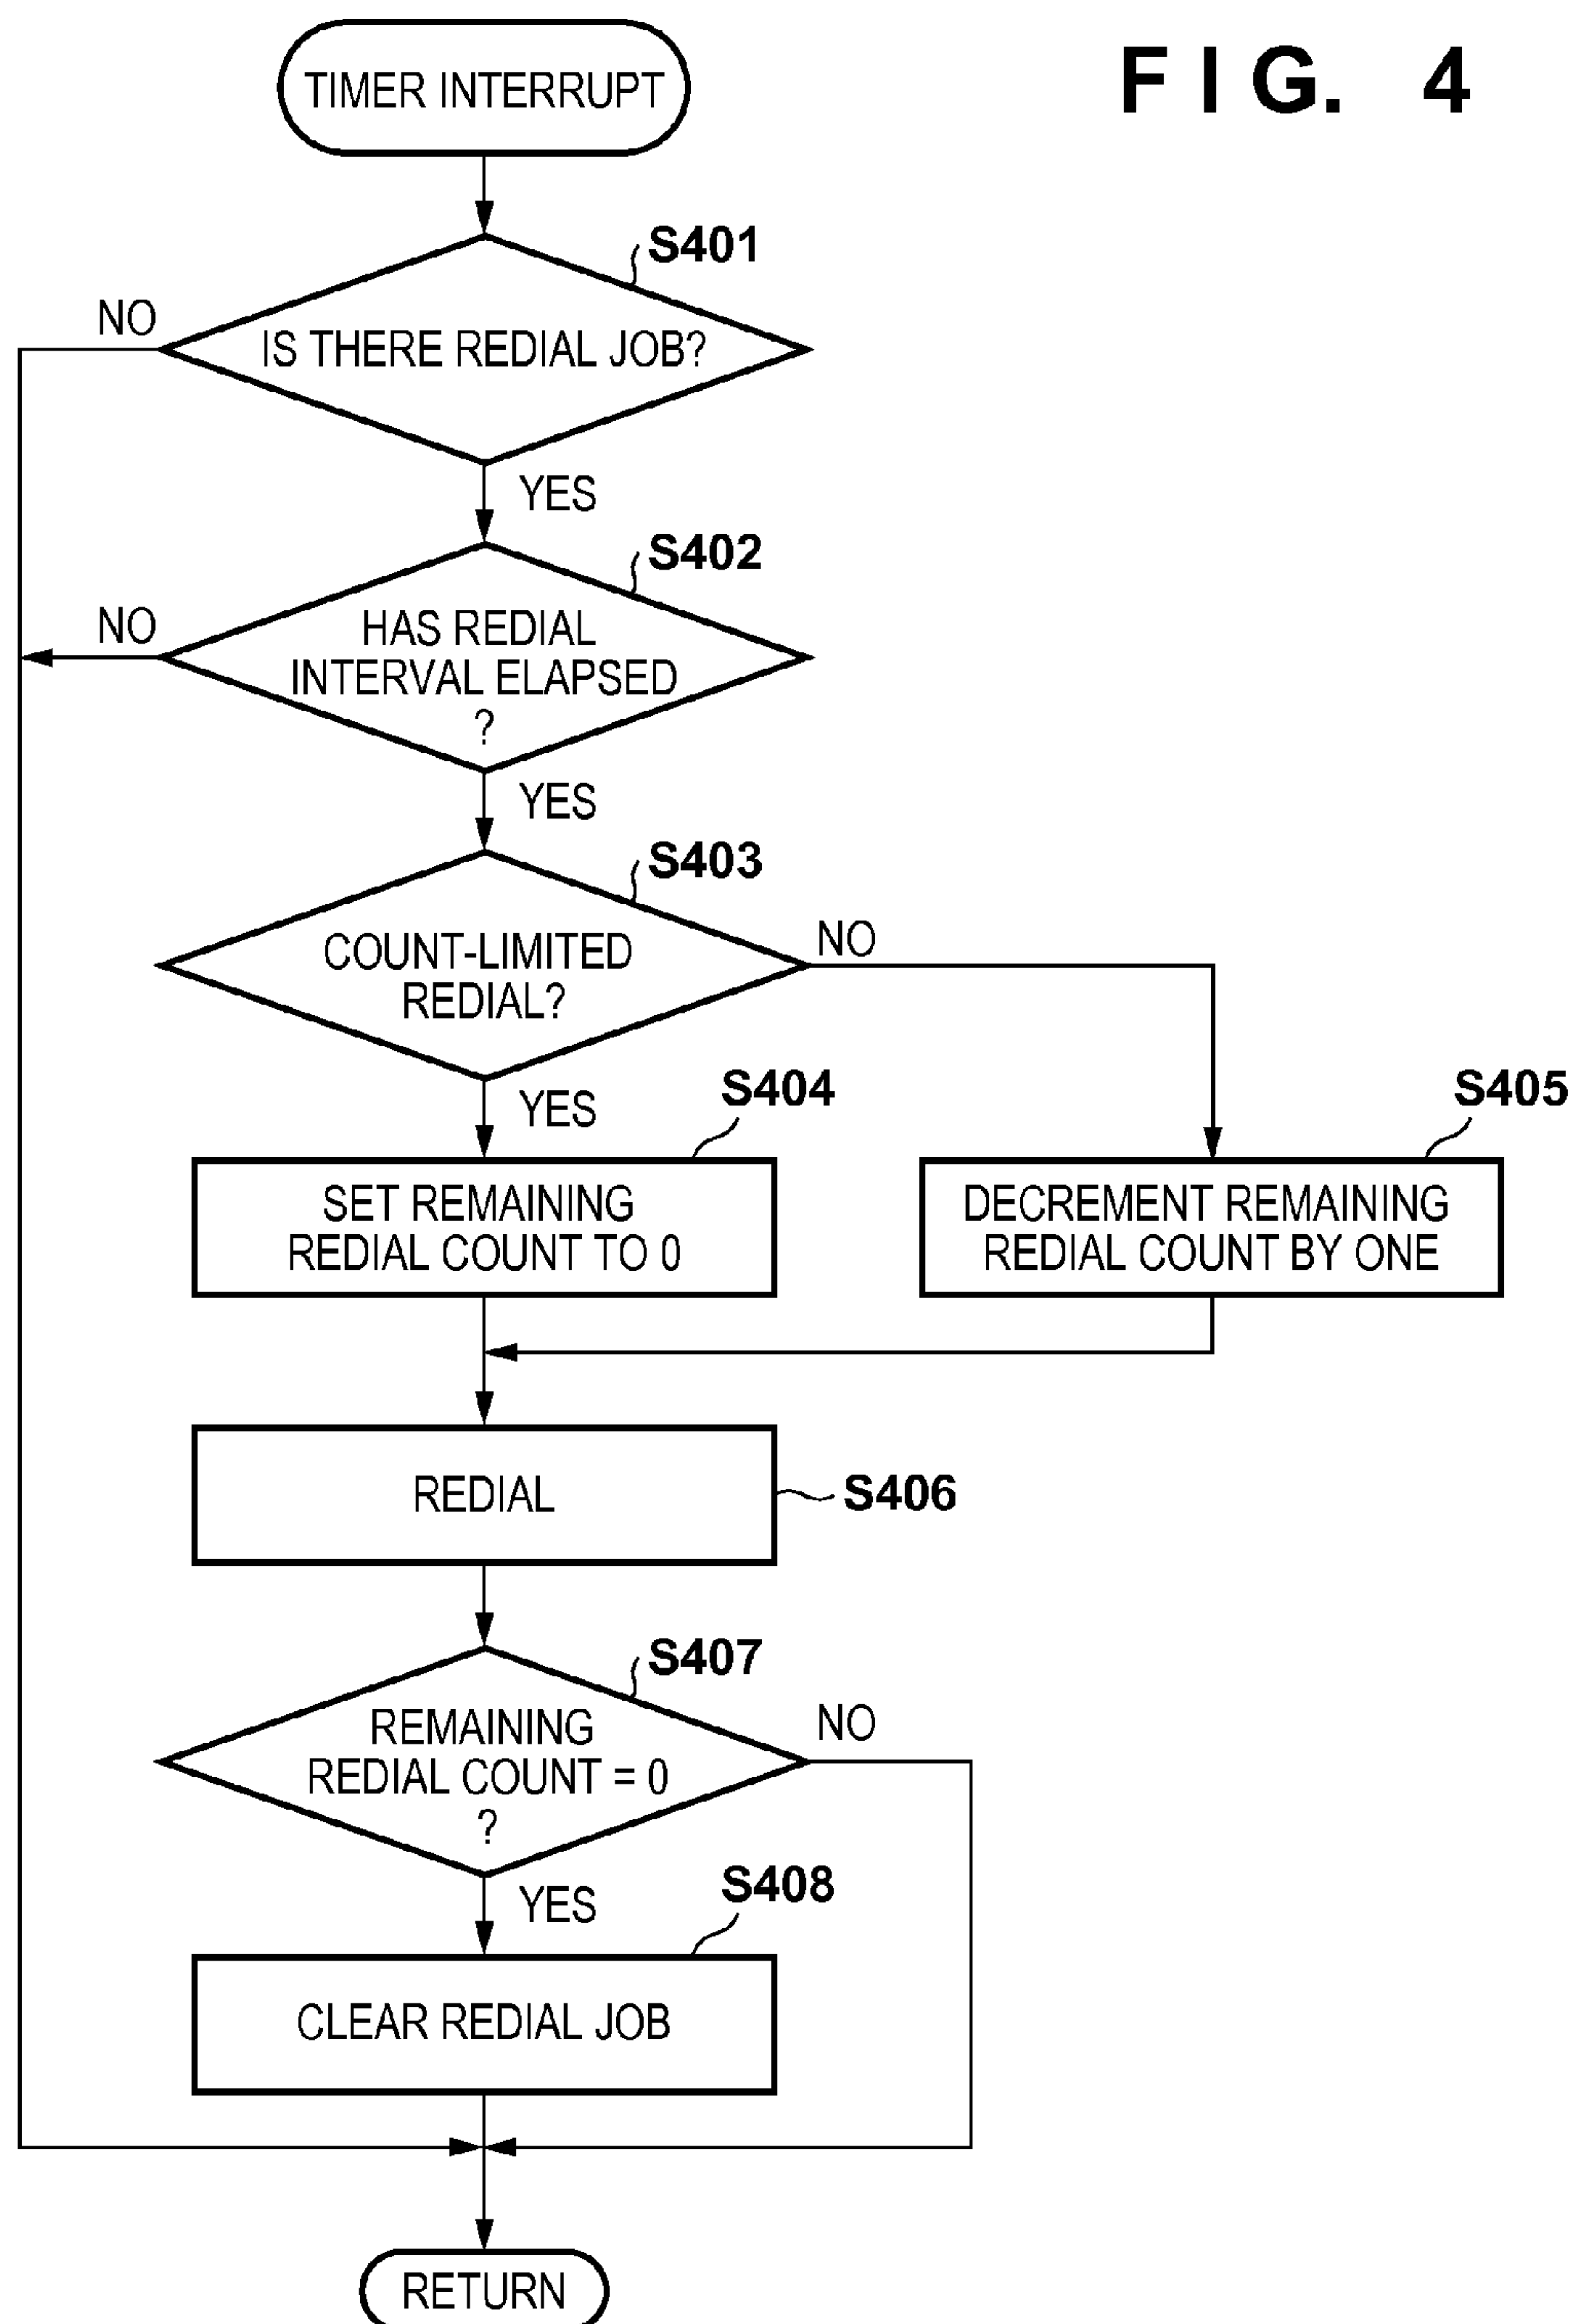 FIG. 4
TIMER INTERRUPT
S401
NO
IS THERE REDIAL JOB?
YES
S402
NO
HAS REDIAL
INTERVAL ELAPSED
?
YES
S403
NO
COUNT-LIMITED
REDIAL?
YES
S404
S405
SET REMAINING
REDIAL COUNT TO 0
DECREMENT REMAINING
REDIAL COUNT BY ONE
REDIAL
S406
S407
NO
REMAINING
REDIAL COUNT = 0
?
YES
S408
CLEAR REDIAL JOB
RETURN